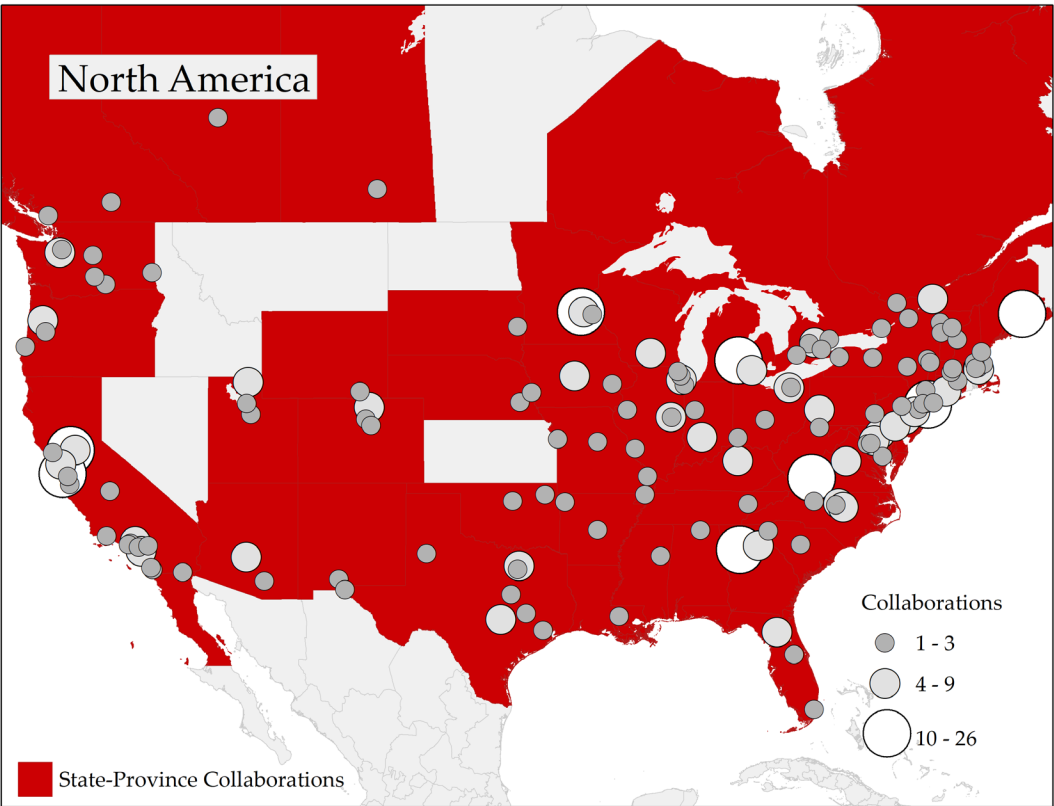 North America
Collaborations
1 - 3
4 - 9
10 - 26
State-Province Collaborations